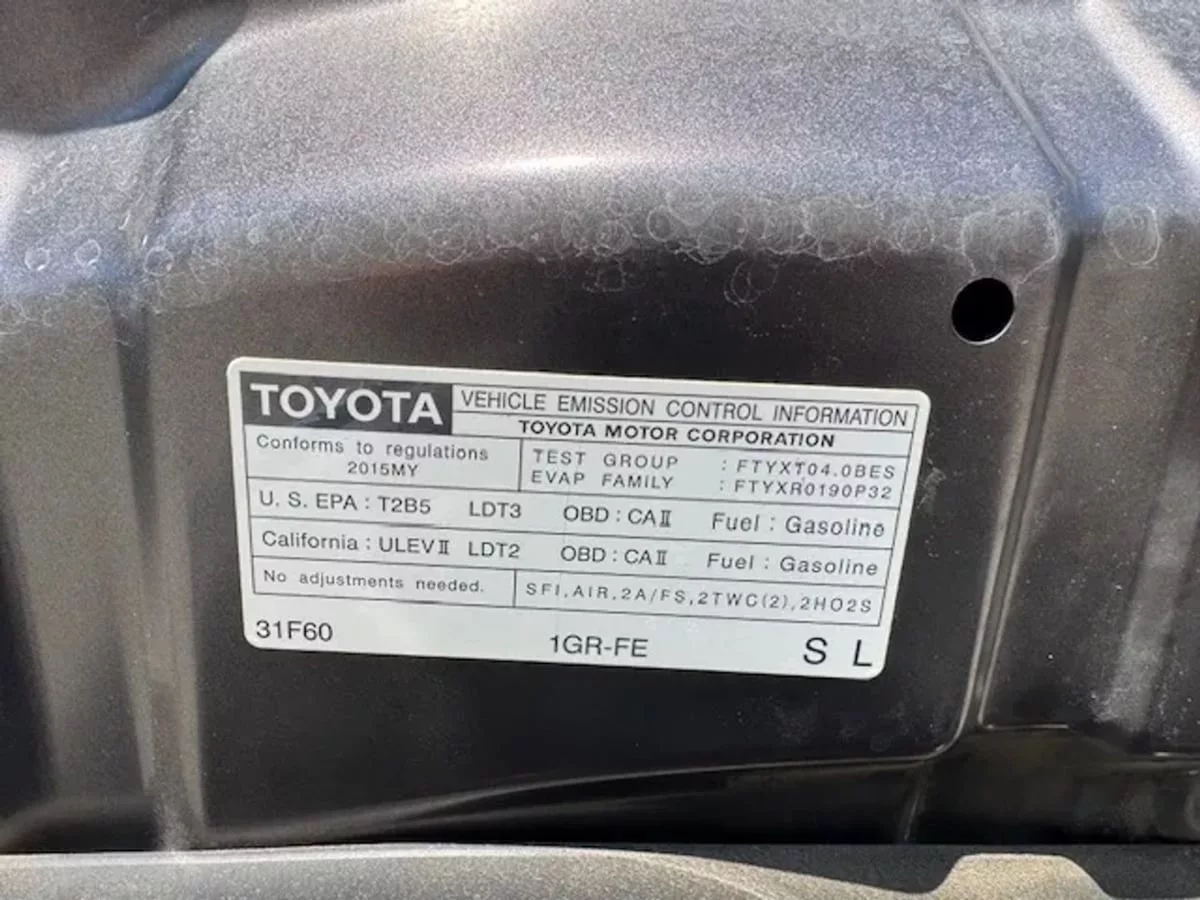 TOYOTA VEHICLE EMISSION CONTROL INFORMATION
TOYOTA MOTOR CORPORATION
Conforms to regulations
2015MY
TEST GROUP : FTYXT04.0BES
EVAP FAMILY : FTYXR0190P32
U. S. EPA : T2B5 LDT3 OBD : CAⅡ Fuel : Gasoline
California : ULEVⅡ LDT2 OBD : CAⅡ Fuel : Gasoline
No adjustments needed. SFI,AIR,2A/FS,2TWC(2),2HO2S
31F60 1GR-FE S L